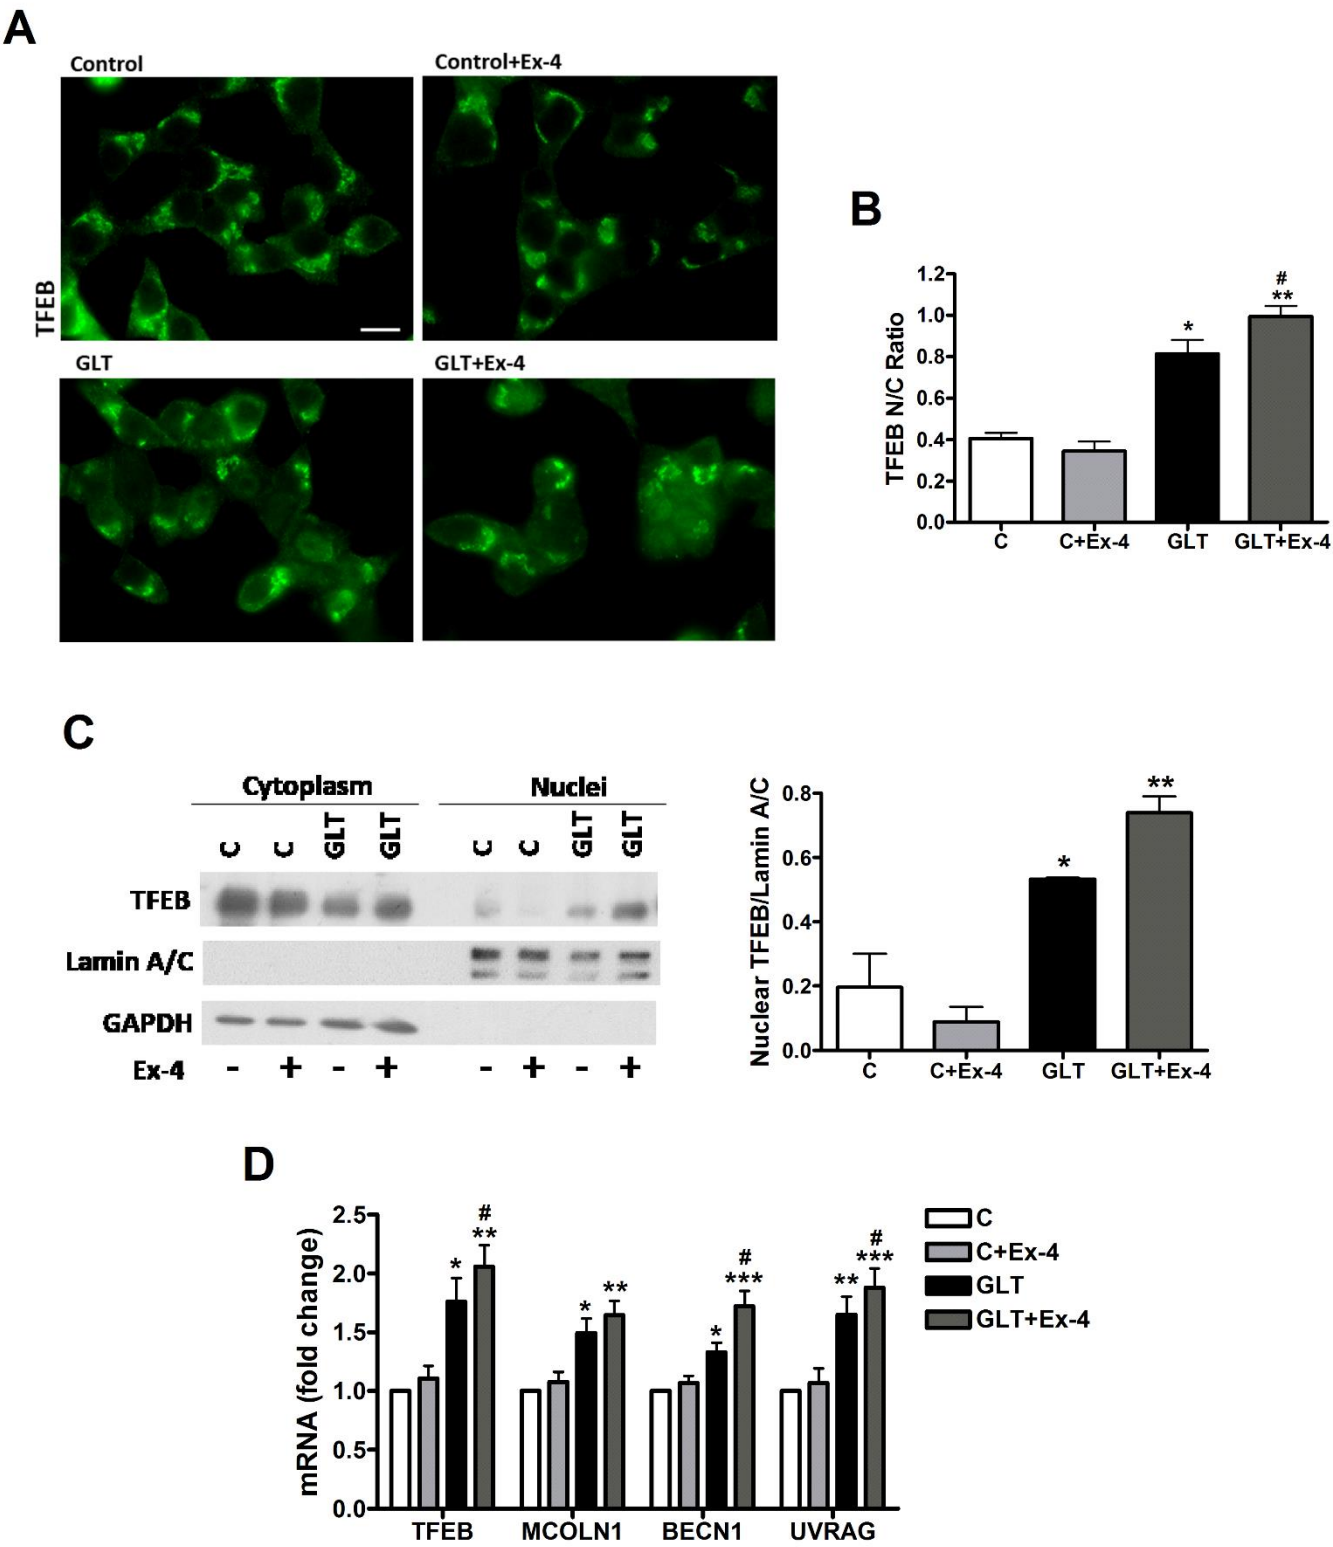 A
Control
Control+Ex-4
TFEB
GLT
GLT+Ex-4
B
TFEB N/C Ratio
1.2
1.0
0.8
0.6
0.4
0.2
0.0
*
#
**
C C+Ex-4 GLT GLT+Ex-4
C
Cytoplasm Nuclei
C C GLT GLT C C GLT GLT
TFEB
Lamin A/C
GAPDH
Ex-4 - + - + - + - +
Nuclear TFEB/Lamin A/C
0.8
0.6
0.4
0.2
0.0
*
**
C C+Ex-4 GLT GLT+Ex-4
D
mRNA (fold change)
2.5
2.0
1.5
1.0
0.5
0.0
*
#
**
*
**
*
#
***
**
#
***
TFEB MCOLN1 BECN1 UVRAG
C
C+Ex-4
GLT
GLT+Ex-4